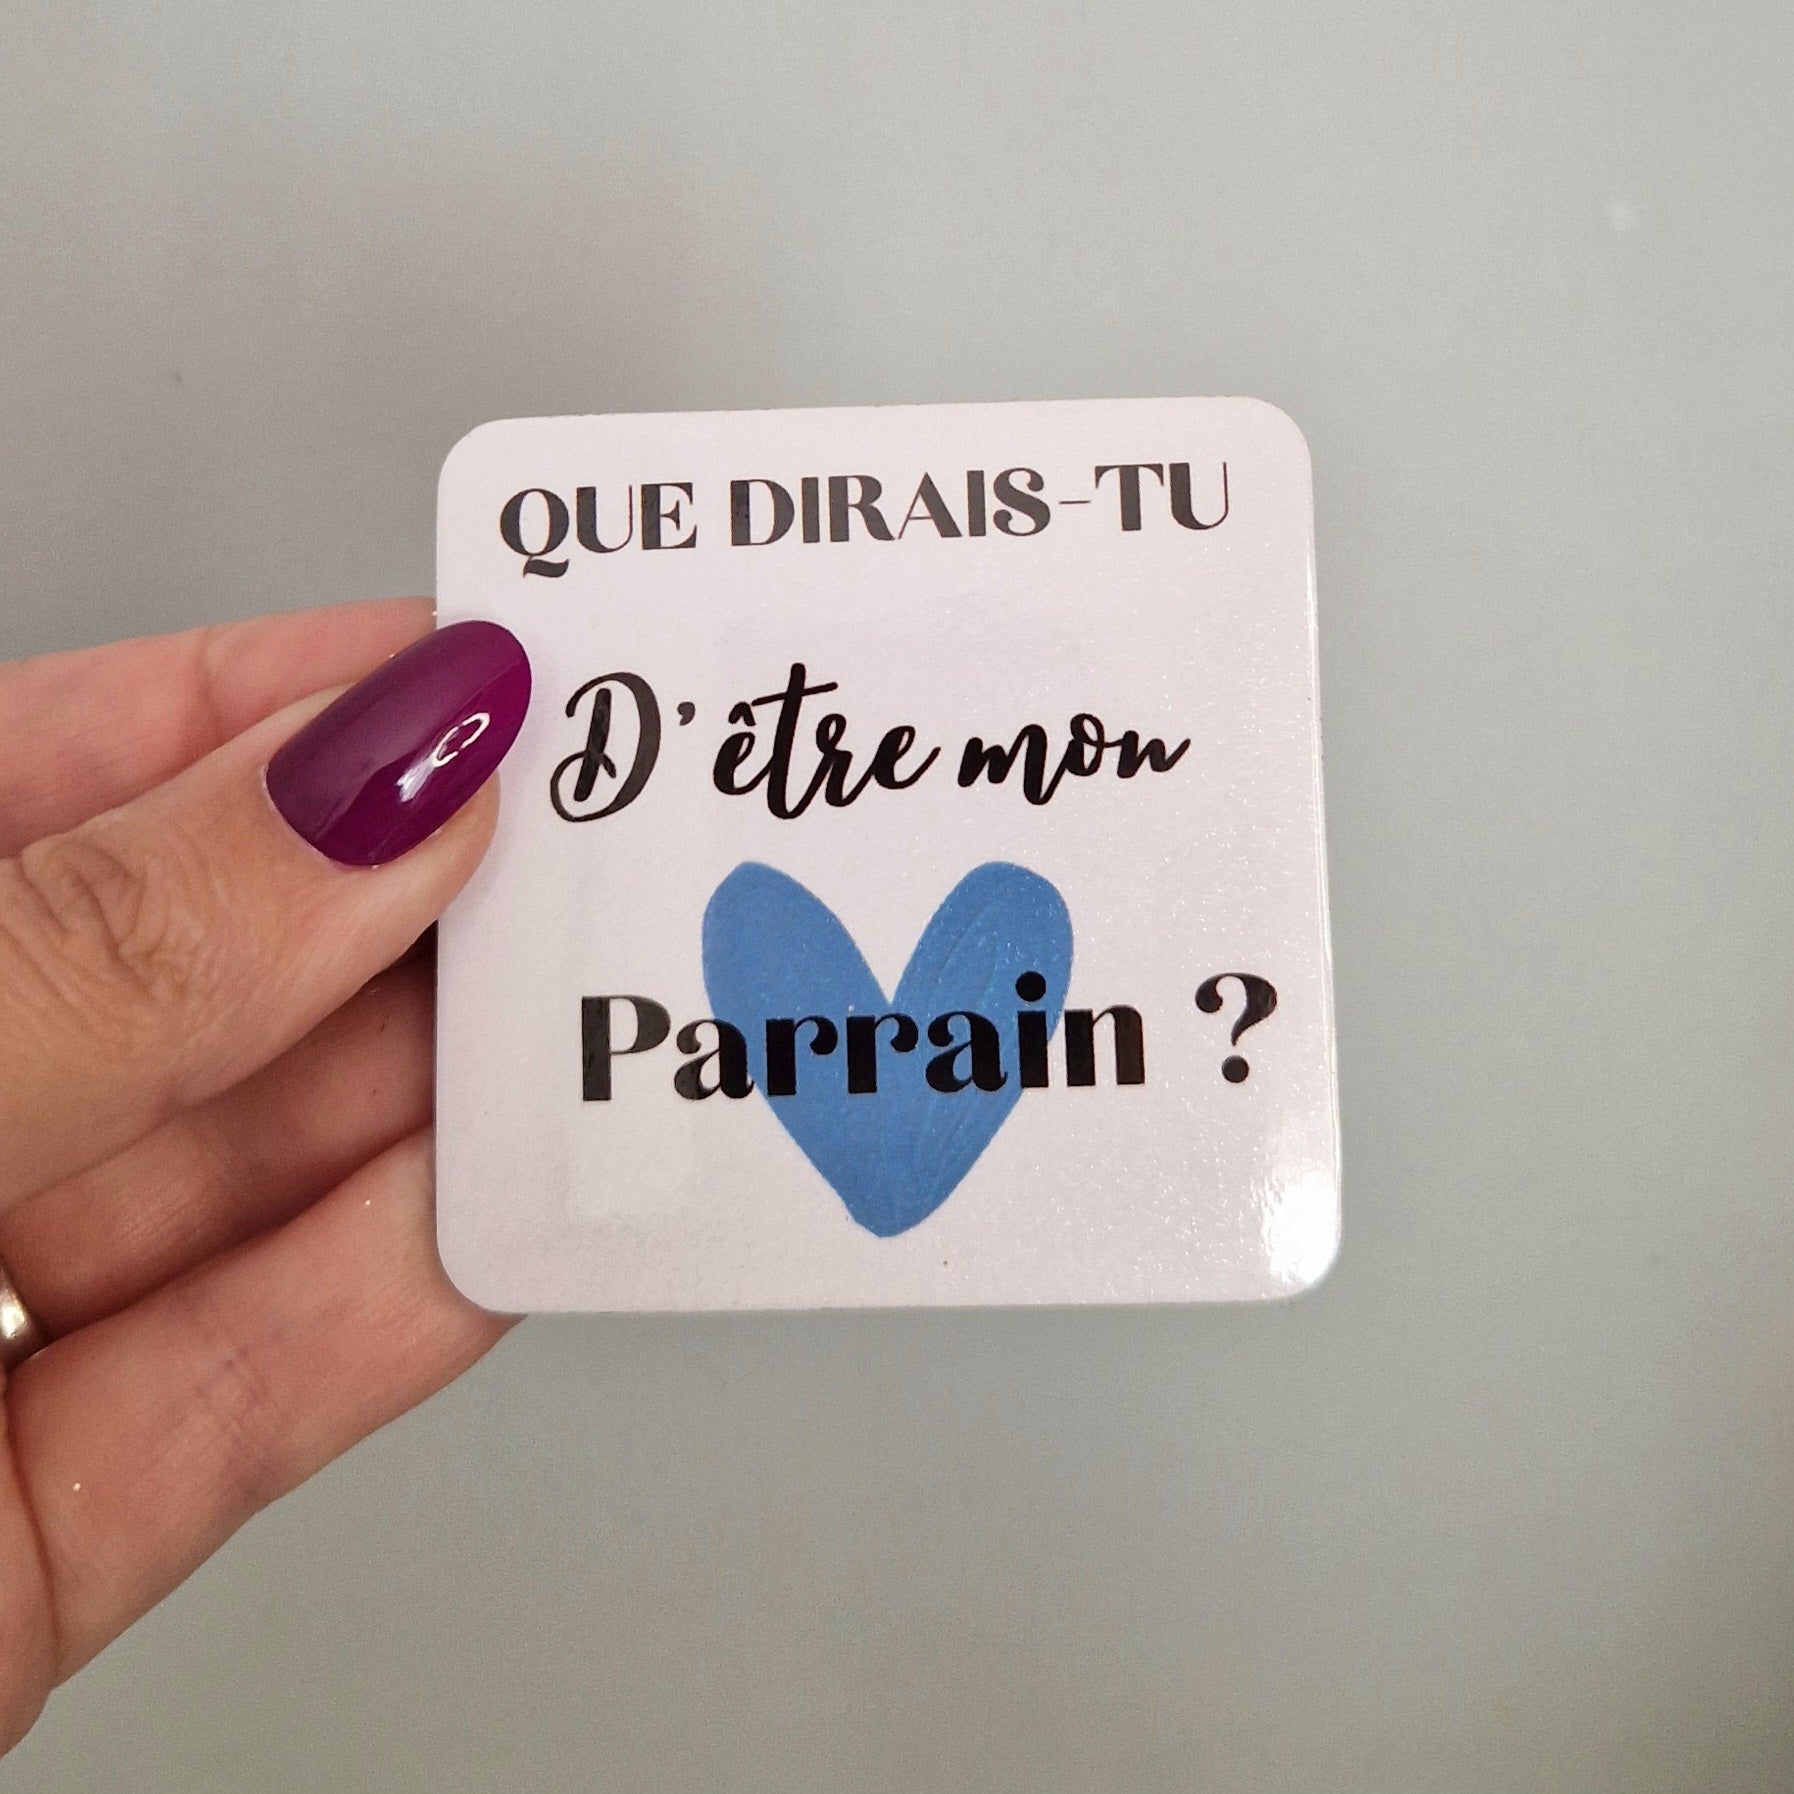 QUE DIRAIS-TU
D'être mon
Parrain ?